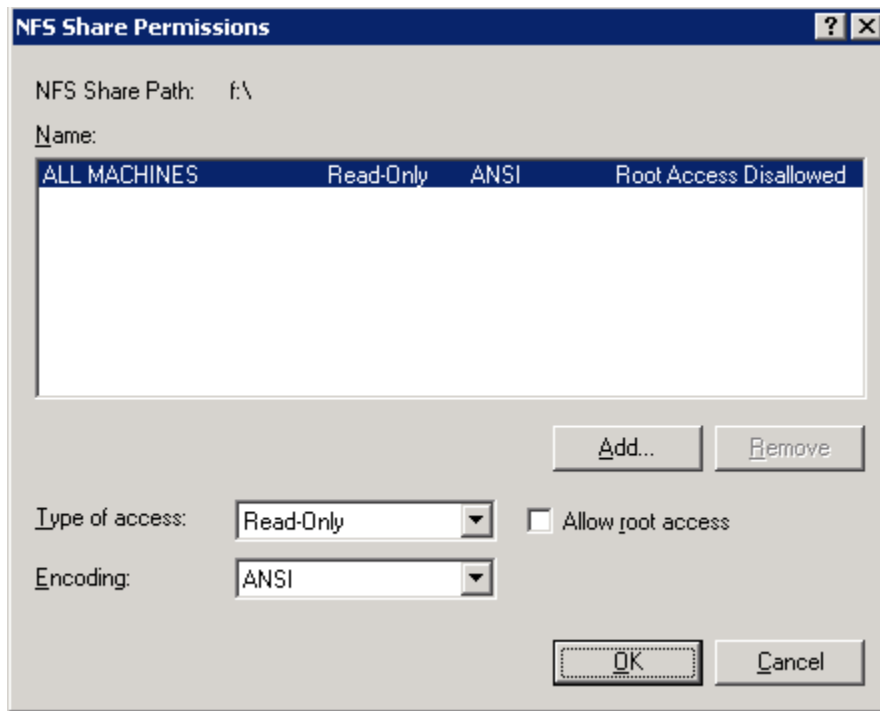 NFS Share Permissions
NFS Share Path: f:\
Name:
ALL MACHINES Read-Only ANSI Root Access Disallowed
Add... Remove
Type of access: Read-Only Allow root access
Encoding: ANSI
OK Cancel